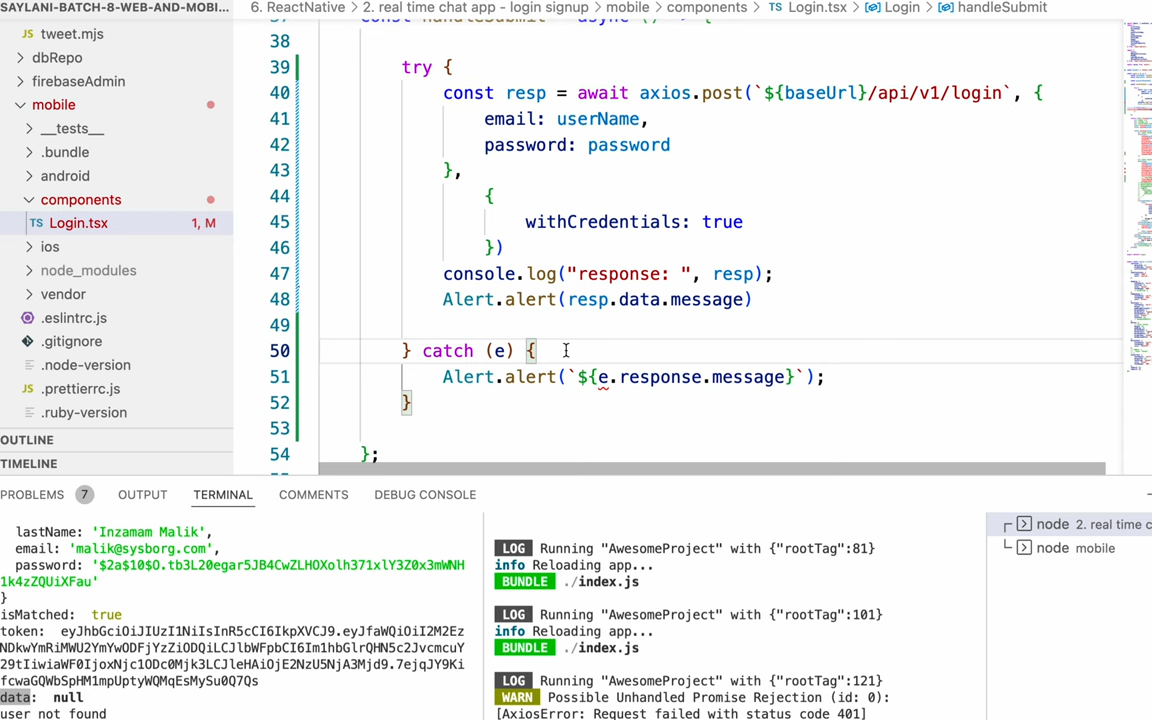 SAYLANI-BATCH-8-WEB-AND-MOBI...
6. ReactNative > 2. real time chat app - login signup > mobile > components > TS Login.tsx > Login > handleSubmit
JS tweet.mjs
> dbRepo
> firebaseAdmin
mobile
> __tests__
> .bundle
> android
components
TS Login.tsx 1, M
> ios
> node_modules
> vendor
.eslintrc.js
.gitignore
.node-version
JS .prettierrc.js
.ruby-version
OUTLINE
TIMELINE
37 const handleSubmit = async () => {
38
39 try {
40 const resp = await axios.post(`${baseUrl}/api/v1/login`, {
41 email: userName,
42 password: password
43 },
44 {
45 withCredentials: true
46 })
47 console.log("response: ", resp);
48 Alert.alert(resp.data.message)
49
50 } catch (e) {
51 Alert.alert(`${e.response.message}`);
52 }
53
54 };
PROBLEMS 7 OUTPUT TERMINAL COMMENTS DEBUG CONSOLE
lastName: 'Inzamam Malik',
email: 'malik@sysborg.com',
password: '$2a$10$O.tb3L20egar5JB4CwZLHOXolh371xlY3Z0x3mWNH
1k4zZQUiXFau'
}
isMatched: true
token: eyJhbGciOiJIUzI1NiIsInR5cCI6IkpXVCJ9.eyJfaWQiOiI2M2Ez
NDkwYmRiMWU2YmYwODFjYzZiODQiLCJlbWFpbCI6Im1hbGlrQHN5c2Jvcmcu Y
29tIiwiaWF0IjoxNjc1ODc0Mjk3LCJleHAiOjE2NzU5NjA3Mjd9.7ejqJY9Ki
fcwaGQWbSpHM1mpUptyWQMqEsMySu0Q7Qs
data: null
user not found
LOG Running "AwesomeProject" with {"rootTag":81}
info Reloading app...
BUNDLE ./index.js
LOG Running "AwesomeProject" with {"rootTag":101}
info Reloading app...
BUNDLE ./index.js
LOG Running "AwesomeProject" with {"rootTag":121}
WARN Possible Unhandled Promise Rejection (id: 0):
[AxiosError: Request failed with status code 401]
node 2. real time c
node mobile